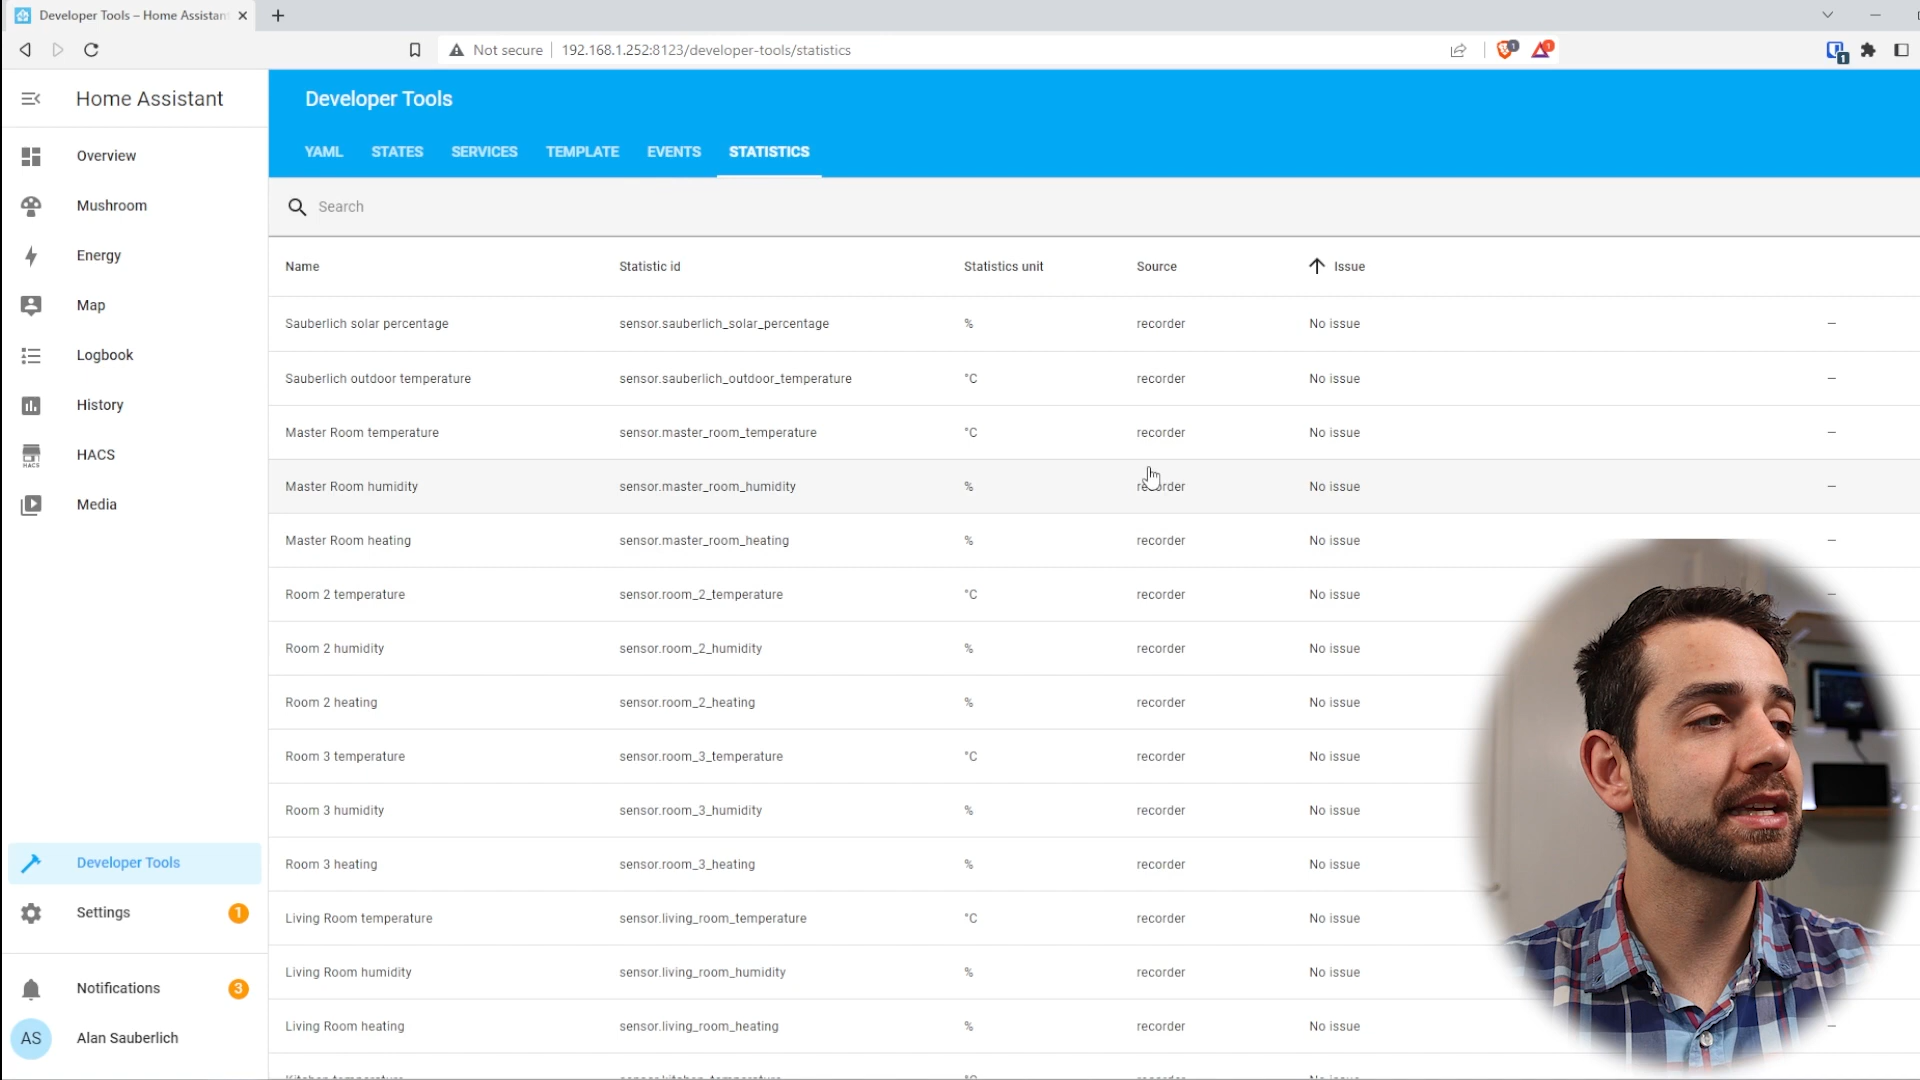 Developer Tools – Home Assistan
Not secure 192.168.1.252:8123/developer-tools/statistics
1 1 1
Home Assistant
Developer Tools
YAML STATES SERVICES TEMPLATE EVENTS STATISTICS
Overview
Mushroom
Energy
Map
Logbook
History
HACS HACS
Media
Developer Tools
Settings 1
Notifications 3
AS Alan Sauberlich
Search
Name Statistic id Statistics unit Source Issue
Sauberlich solar percentage sensor.sauberlich_solar_percentage % recorder No issue
Sauberlich outdoor temperature sensor.sauberlich_outdoor_temperature °C recorder No issue
Master Room temperature sensor.master_room_temperature °C recorder No issue
Master Room humidity sensor.master_room_humidity % recorder No issue
Master Room heating sensor.master_room_heating % recorder No issue
Room 2 temperature sensor.room_2_temperature °C recorder No issue
Room 2 humidity sensor.room_2_humidity % recorder No issue
Room 2 heating sensor.room_2_heating % recorder No issue
Room 3 temperature sensor.room_3_temperature °C recorder No issue
Room 3 humidity sensor.room_3_humidity % recorder No issue
Room 3 heating sensor.room_3_heating % recorder No issue
Living Room temperature sensor.living_room_temperature °C recorder No issue
Living Room humidity sensor.living_room_humidity % recorder No issue
Living Room heating sensor.living_room_heating % recorder No issue